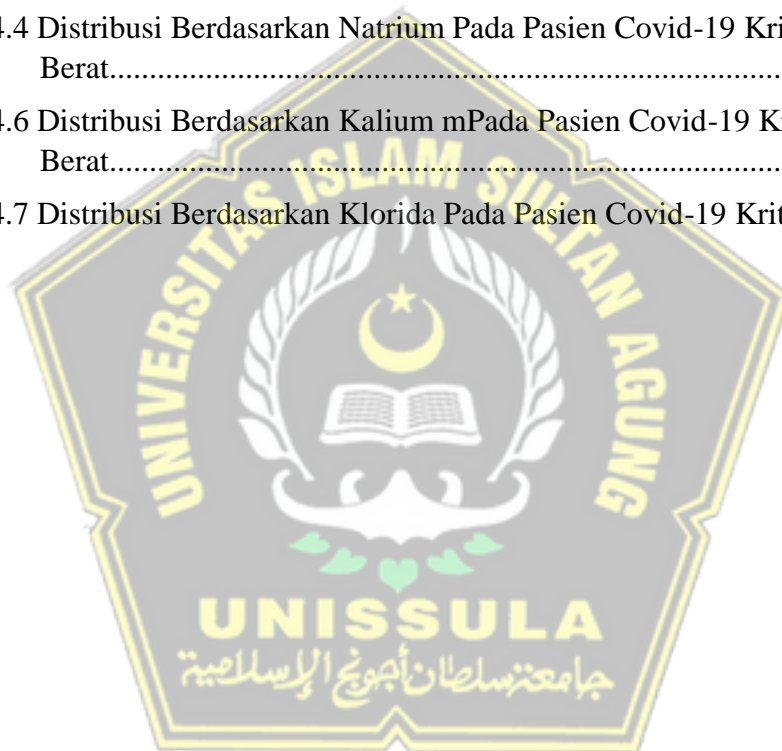 4.4 Distribusi Berdasarkan Natrium Pada Pasien Covid-19 Kri
Berat....................................................................................
4.6 Distribusi Berdasarkan Kalium mPada Pasien Covid-19 K
Berat....................................................................................
4.7 Distribusi Berdasarkan Klorida Pada Pasien Covid-19 Krit
UNIVERSITAS ISLAM SULTAN AGUNG
UNISSULA
جامعتسلطان أجونج الإسلامية